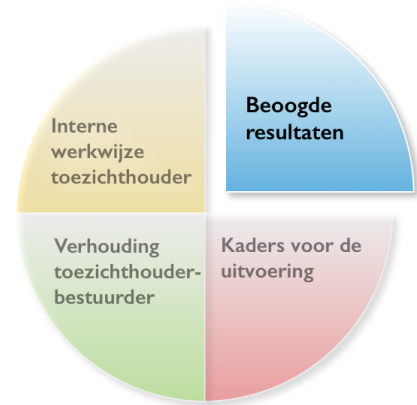 Beoogde
resultaten
Interne
werkwijze
toezichthouder
Verhouding
toezichthouder-
bestuurder
Kaders voor de
uitvoering